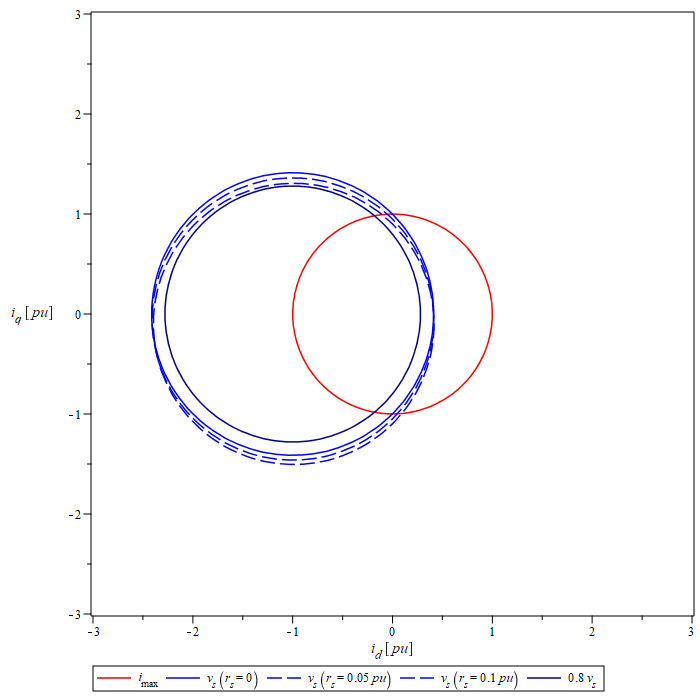 3
2
1
0
-1
-2
-3
i_q [pu]
-3 -2 -1 0 1 2 3
i_d [pu]
i_max v_s (r_s = 0) v_s (r_s = 0.05 pu) v_s (r_s = 0.1 pu) 0.8 v_s